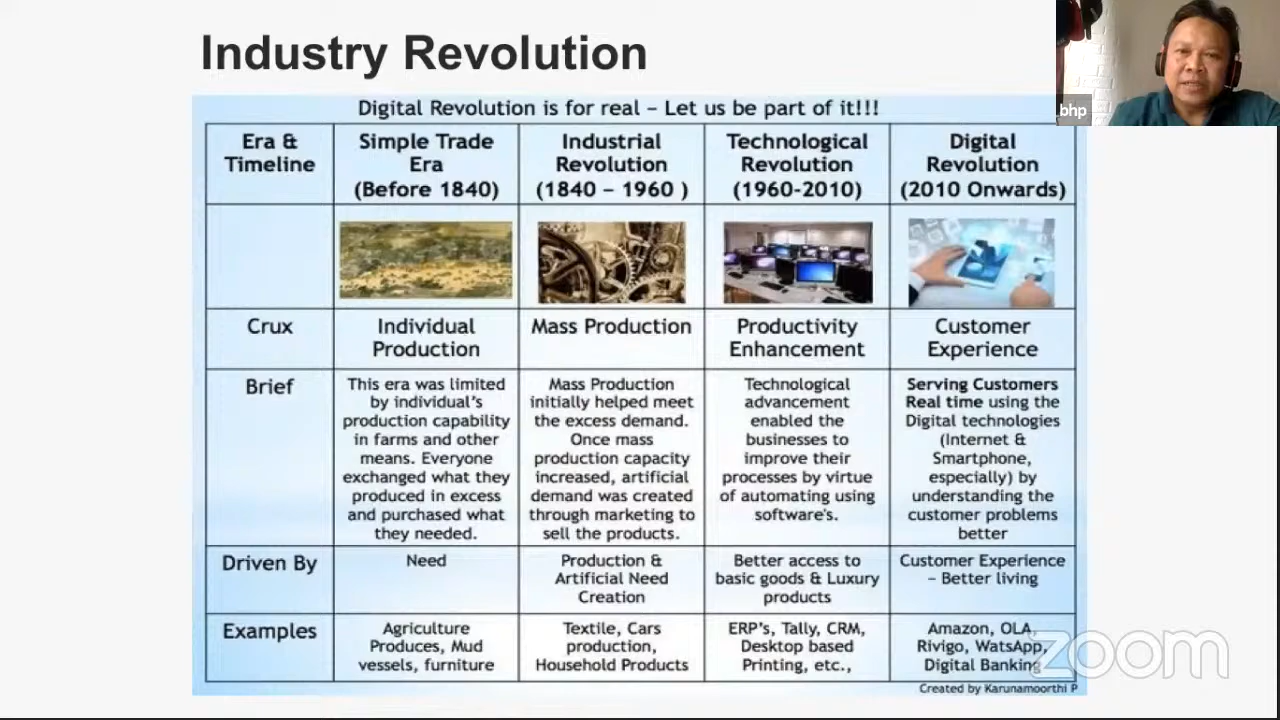 Industry Revolution
bhp
Digital Revolution is for real – Let us be part of it!!!
Era &
Timeline
Simple Trade
Era
(Before 1840)
Industrial
Revolution
(1840 – 1960 )
Technological
Revolution
(1960-2010)
Digital
Revolution
(2010 Onwards)
Crux
Individual
Production
Mass Production
Productivity
Enhancement
Customer
Experience
Brief
This era was limited
by individual's
production capability
in farms and other
means. Everyone
exchanged what they
produced in excess
and purchased what
they needed.
Mass Production
initially helped meet
the excess demand.
Once mass
production capacity
increased, artificial
demand was created
through marketing to
sell the products.
Technological
advancement
enabled the
businesses to
improve their
processes by virtue
of automating using
software's.
Serving Customers
Real time using the
Digital technologies
(Internet &
Smartphone,
especially) by
understanding the
customer problems
better
Driven By
Need
Production &
Artificial Need
Creation
Better access to
basic goods & Luxury
products
Customer Experience
– Better living
Examples
Agriculture
Produces, Mud
vessels, furniture
Textile, Cars
production,
Household Products
ERP's, Tally, CRM,
Desktop based
Printing, etc.,
Amazon, OLA,
Rivigo, WatsApp,
Digital Banking
zoom
Created by Karunamoorthi P